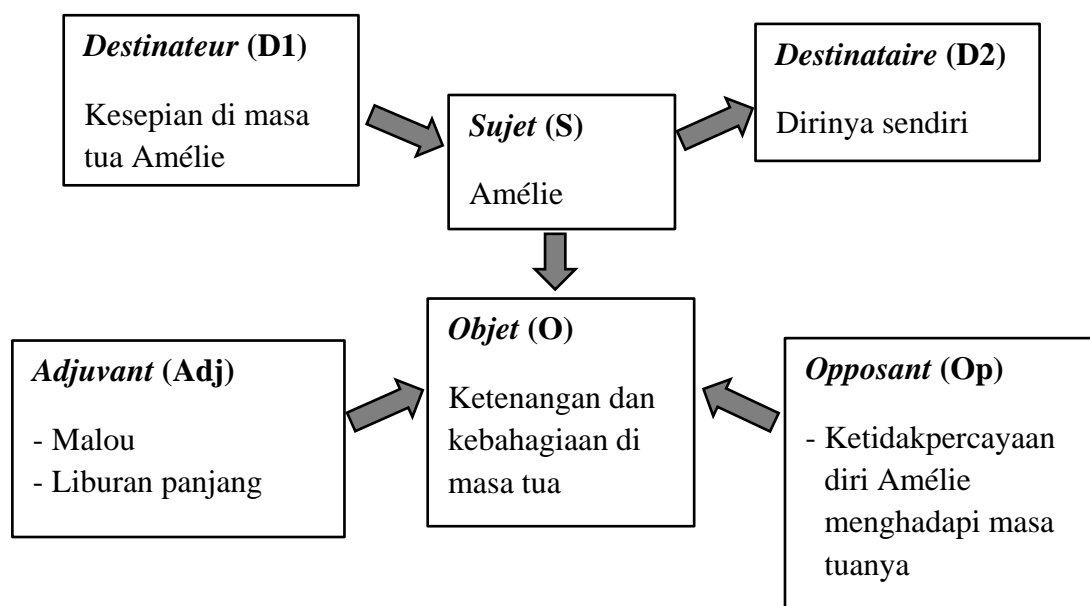 Destinateur (D1)
Kesepian di masa
tua Amélie
Sujet (S)
Amélie
Destinataire (D2)
Dirinya sendiri
Adjuvant (Adj)
- Malou
- Liburan panjang
Objet (O)
Ketenangan dan
kebahagiaan di
masa tua
Opposant (Op)
- Ketidakpercayaan
diri Amélie
menghadapi masa
tuanya